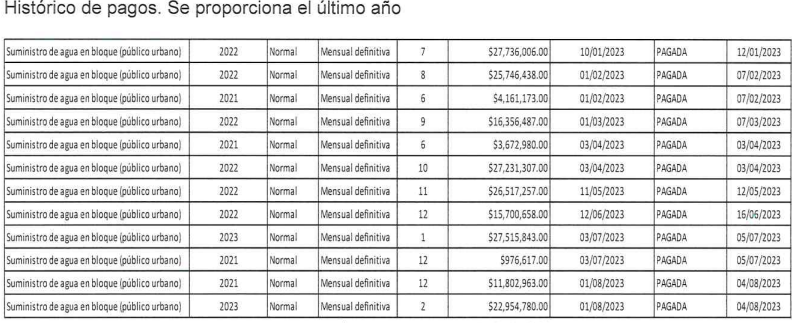 Histórico de pagos. Se proporciona el último año
Suministro de agua en bloque (público urbano) 2022 Normal Mensual definitiva 7 $27,736,006.00 10/01/2023 PAGADA 12/01/2023
Suministro de agua en bloque (público urbano) 2022 Normal Mensual definitiva 8 $25,746,438.00 01/02/2023 PAGADA 07/02/2023
Suministro de agua en bloque (público urbano) 2021 Normal Mensual definitiva 6 $4,161,173.00 01/02/2023 PAGADA 07/02/2023
Suministro de agua en bloque (público urbano) 2022 Normal Mensual definitiva 9 $16,356,487.00 01/03/2023 PAGADA 07/03/2023
Suministro de agua en bloque (público urbano) 2021 Normal Mensual definitiva 6 $3,672,980.00 03/04/2023 PAGADA 03/04/2023
Suministro de agua en bloque (público urbano) 2022 Normal Mensual definitiva 10 $27,231,307.00 03/04/2023 PAGADA 03/04/2023
Suministro de agua en bloque (público urbano) 2022 Normal Mensual definitiva 11 $26,517,257.00 11/05/2023 PAGADA 12/05/2023
Suministro de agua en bloque (público urbano) 2022 Normal Mensual definitiva 12 $15,700,658.00 12/06/2023 PAGADA 16/06/2023
Suministro de agua en bloque (público urbano) 2023 Normal Mensual definitiva 1 $27,515,843.00 03/07/2023 PAGADA 05/07/2023
Suministro de agua en bloque (público urbano) 2021 Normal Mensual definitiva 12 $976,617.00 03/07/2023 PAGADA 05/07/2023
Suministro de agua en bloque (público urbano) 2021 Normal Mensual definitiva 12 $11,802,963.00 01/08/2023 PAGADA 04/08/2023
Suministro de agua en bloque (público urbano) 2023 Normal Mensual definitiva 2 $22,954,780.00 01/08/2023 PAGADA 04/08/2023